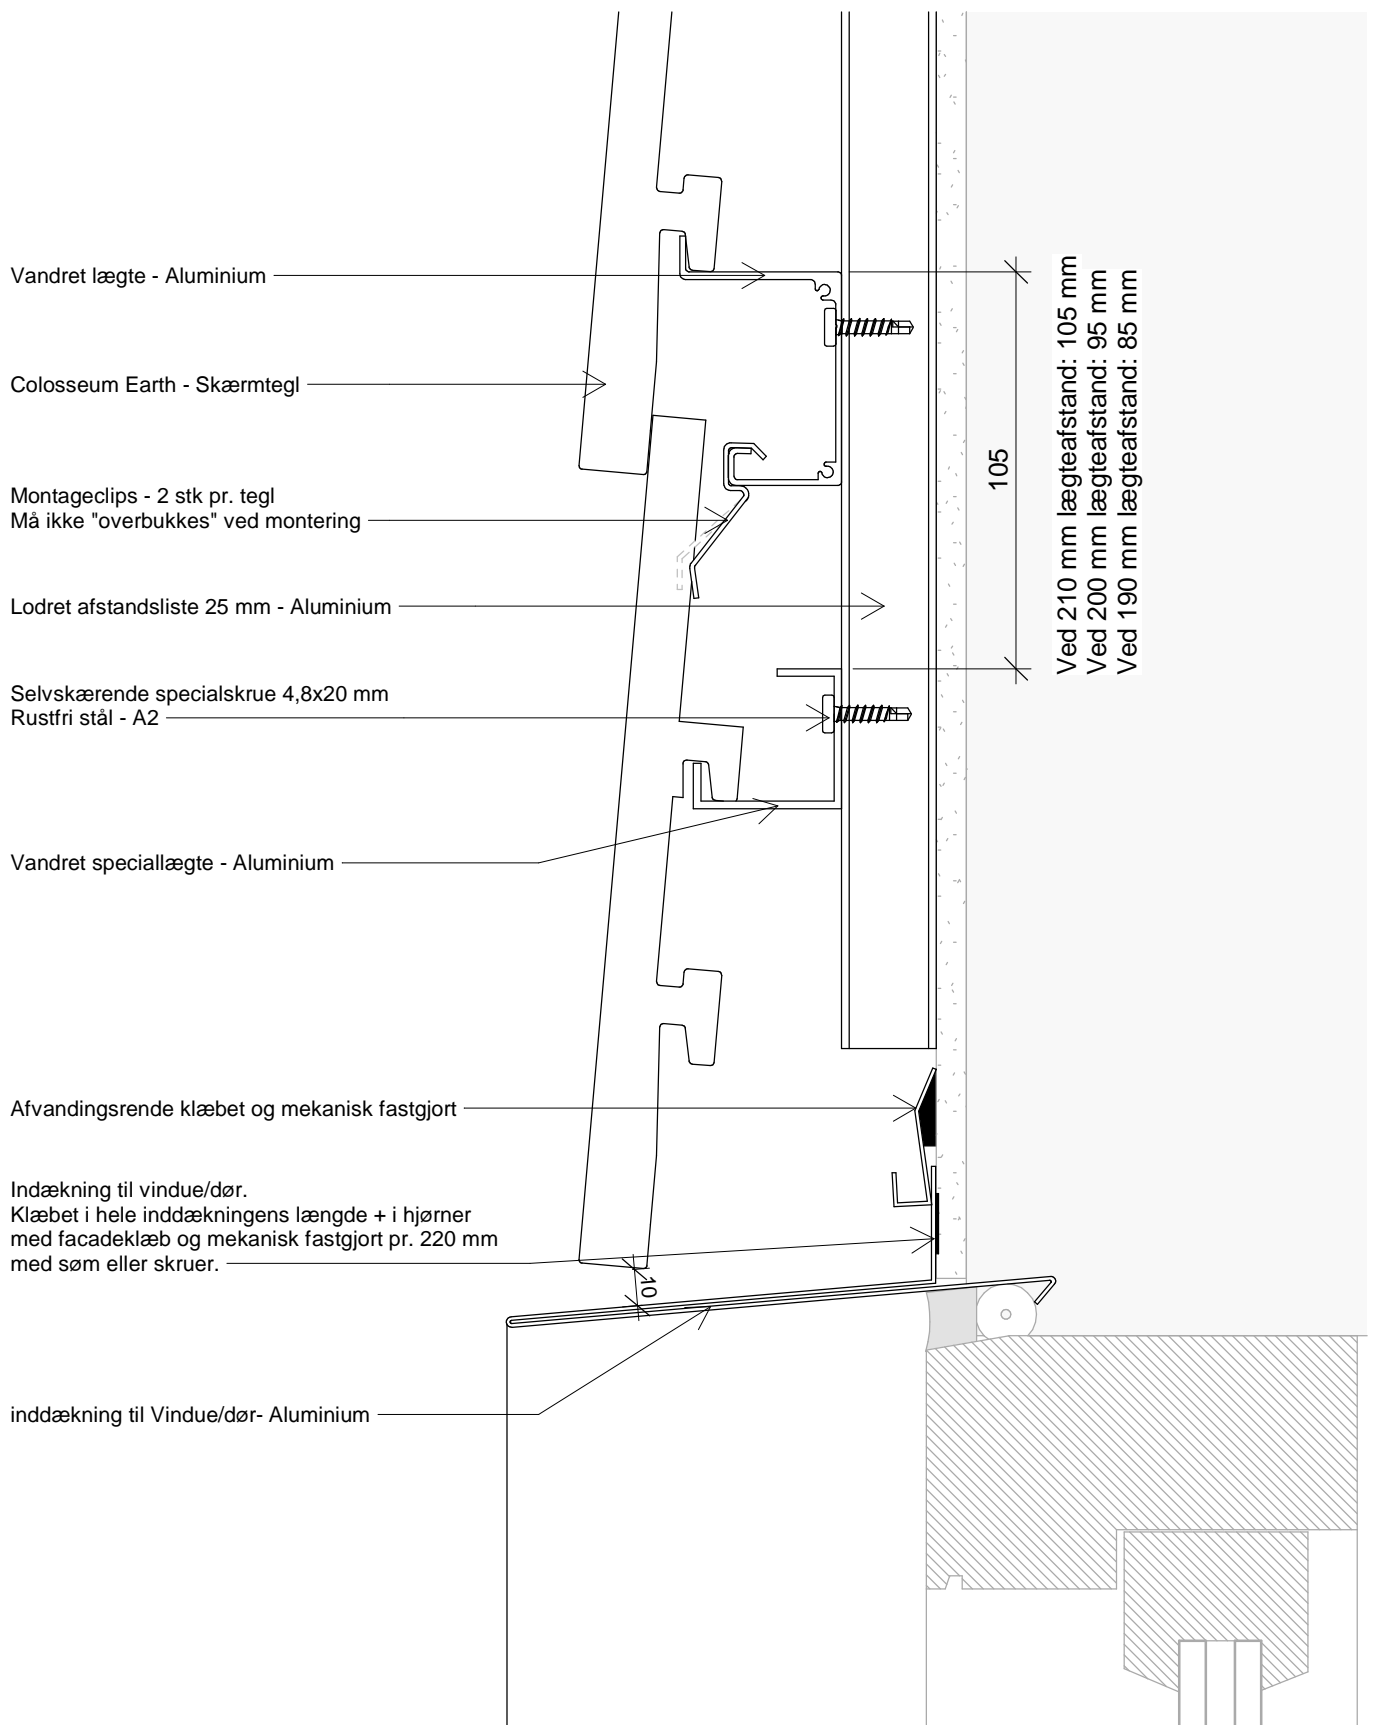 Vandret lægte - Aluminium
Colosseum Earth - Skærmtegl
Montageclips - 2 stk pr. tegl
Må ikke "overbukkes" ved montering
Lodret afstandsliste 25 mm - Aluminium
Selvskærende specialskrue 4,8x20 mm
Rustfri stål - A2
Vandret speciallægte - Aluminium
Afvandingsrende klæbet og mekanisk fastgjort
Indækning til vindue/dør.
Klæbet i hele inddækningens længde + i hjørner
med facadeklæb og mekanisk fastgjort pr. 220 mm
med søm eller skruer.
inddækning til Vindue/dør- Aluminium
10
105
Ved 210 mm lægteafstand: 105 mm
Ved 200 mm lægteafstand: 95 mm
Ved 190 mm lægteafstand: 85 mm